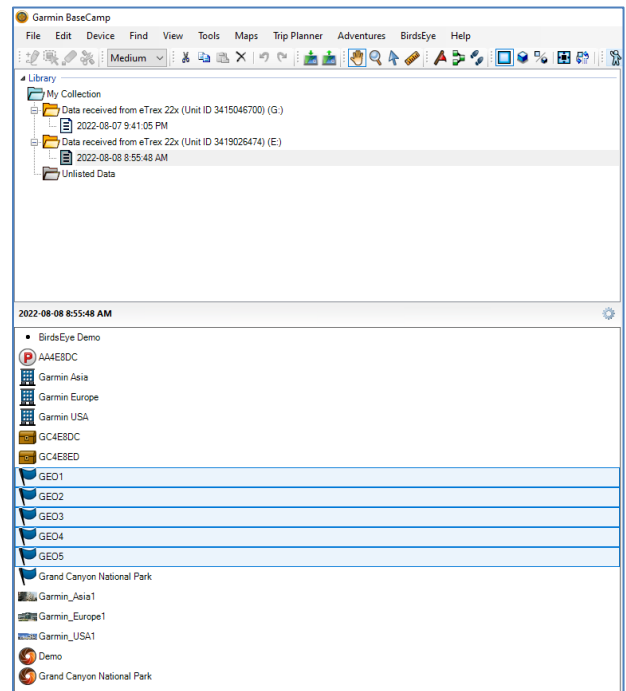 Garmin BaseCamp
File Edit Device Find View Tools Maps Trip Planner Adventures BirdsEye Help
Medium
Library
My Collection
Data received from eTrex 22x (Unit ID 3415046700) (G:)
2022-08-07 9:41:05 PM
Data received from eTrex 22x (Unit ID 3419026474) (E:)
2022-08-08 8:55:48 AM
Unlisted Data
2022-08-08 8:55:48 AM
BirdsEye Demo
AA4E8DC
Garmin Asia
Garmin Europe
Garmin USA
GC4E8DC
GC4E8ED
GEO1
GEO2
GEO3
GEO4
GEO5
Grand Canyon National Park
Garmin_Asia1
Garmin_Europe1
Garmin_USA1
Demo
Grand Canyon National Park